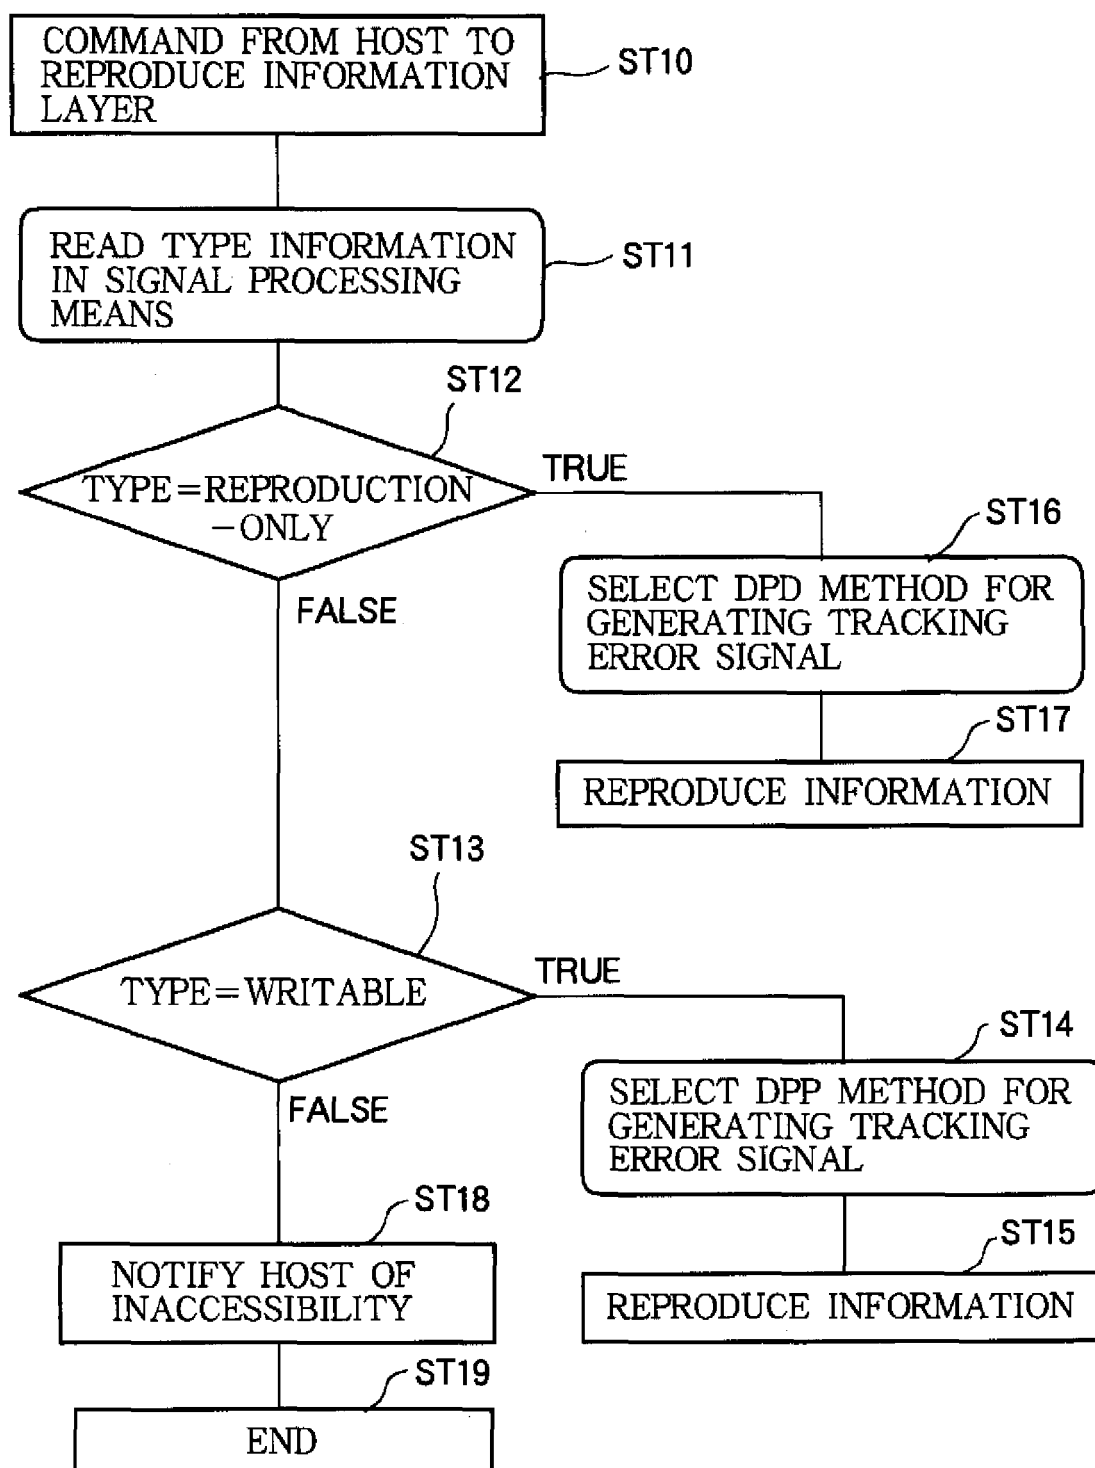 COMMAND FROM HOST TO
REPRODUCE INFORMATION
LAYER
ST10
READ TYPE INFORMATION
IN SIGNAL PROCESSING
MEANS
ST11
ST12
TYPE=REPRODUCTION
-ONLY
TRUE
FALSE
ST16
SELECT DPD METHOD FOR
GENERATING TRACKING
ERROR SIGNAL
ST17
REPRODUCE INFORMATION
ST13
TYPE=WRITABLE
TRUE
FALSE
ST14
SELECT DPP METHOD FOR
GENERATING TRACKING
ERROR SIGNAL
ST15
REPRODUCE INFORMATION
ST18
NOTIFY HOST OF
INACCESSIBILITY
ST19
END